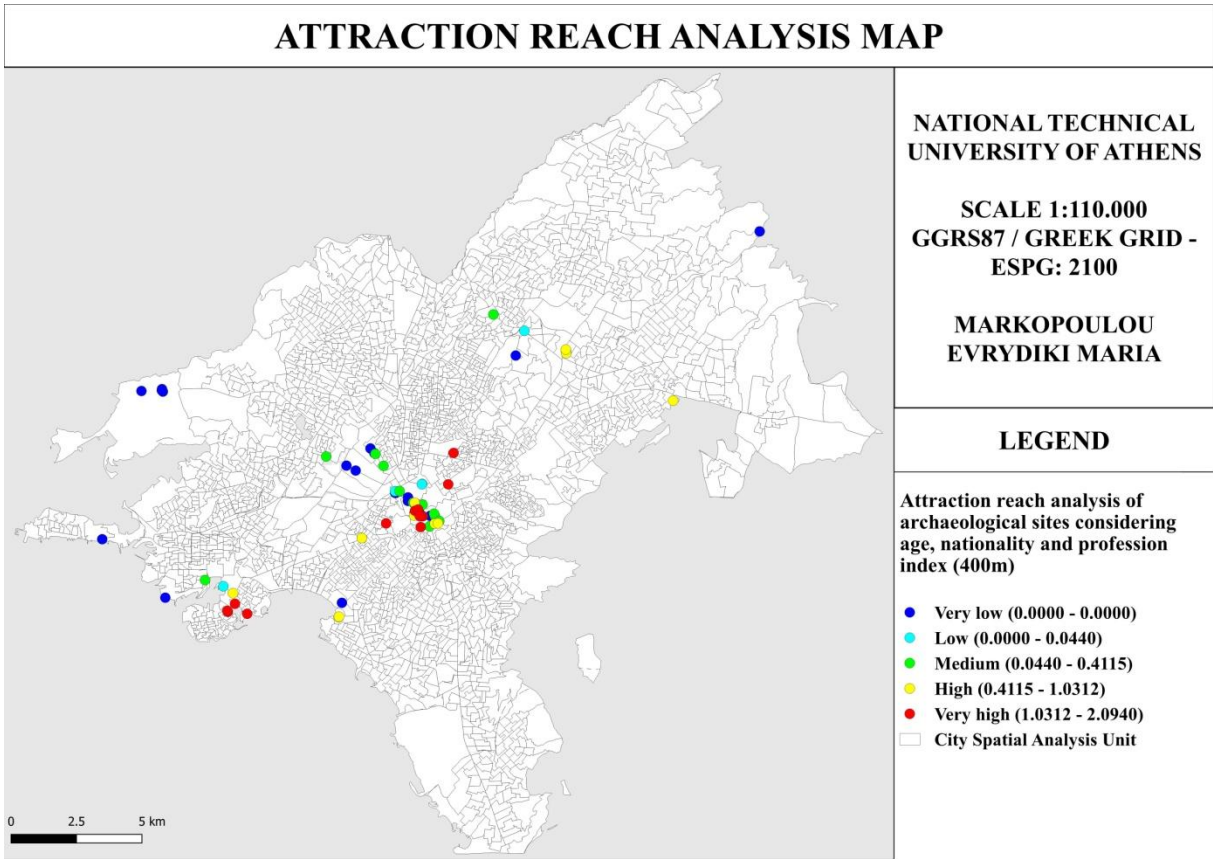 ATTRACTION REACH ANALYSIS MAP
NATIONAL TECHNICAL
UNIVERSITY OF ATHENS
SCALE 1:110.000
GGRS87 / GREEK GRID -
ESPG: 2100
MARKOPOULOU
EVRYDIKI MARIA
LEGEND
Attraction reach analysis of
archaeological sites considering
age, nationality and profession
index (400m)
Very low (0.0000 - 0.0000)
Low (0.0000 - 0.0440)
Medium (0.0440 - 0.4115)
High (0.4115 - 1.0312)
Very high (1.0312 - 2.0940)
City Spatial Analysis Unit
0 2.5 5 km